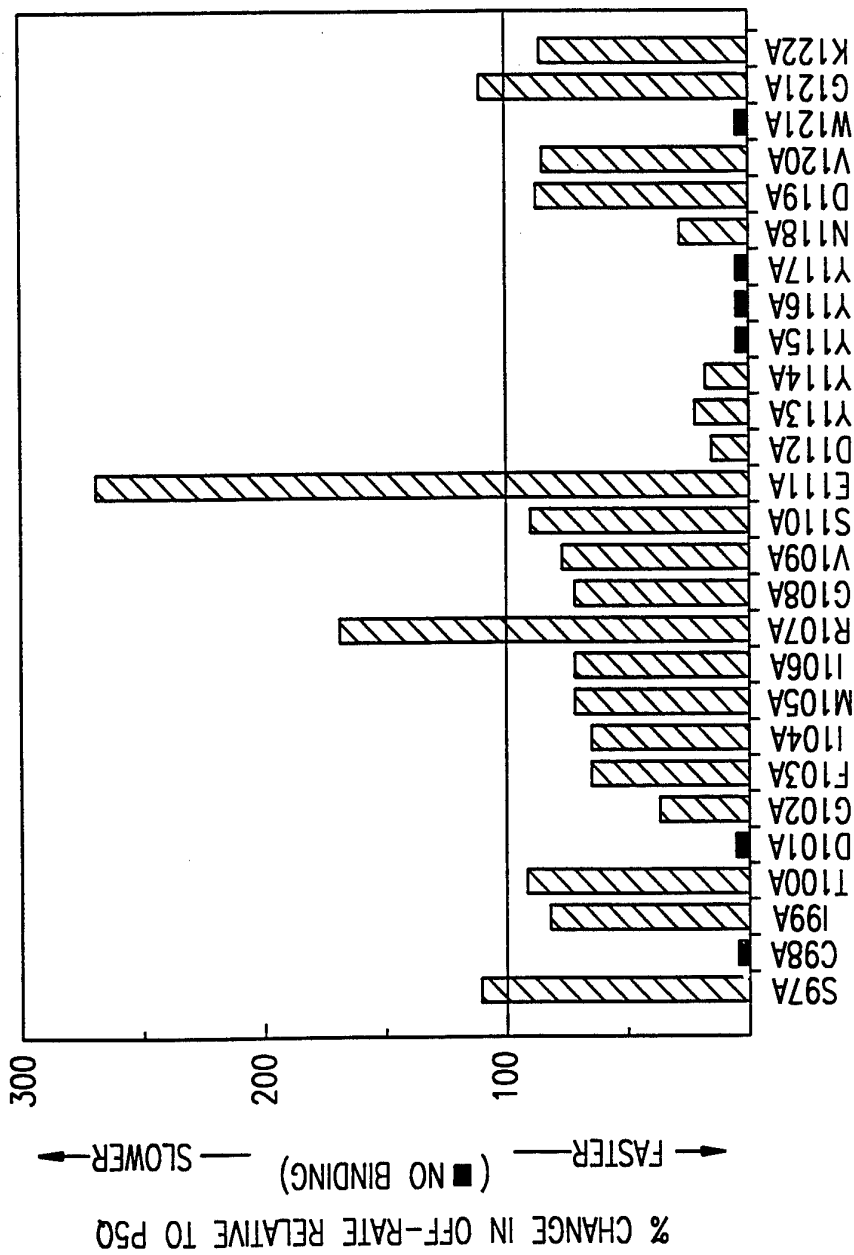 % CHANGE IN OFF-RATE RELATIVE TO P5Q
(■ NO BINDING)
← FASTER — — SLOWER →
300
200
100
S97A
C98A
I99A
T100A
D101A
G102A
F103A
I104A
M105A
I106A
R107A
G108A
V109A
S110A
E111A
D112A
Y113A
Y114A
Y115A
Y116A
Y117A
N118A
D119A
V120A
W121A
G121A
K122A